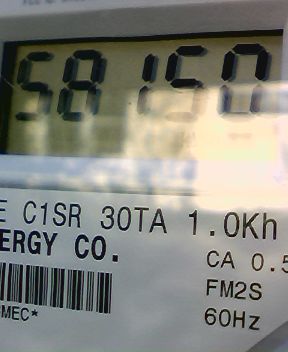 58150
E C1SR 30TA 1.0Kh
ERGY CO.
CA 0.5
FM2S
MEC*
60Hz